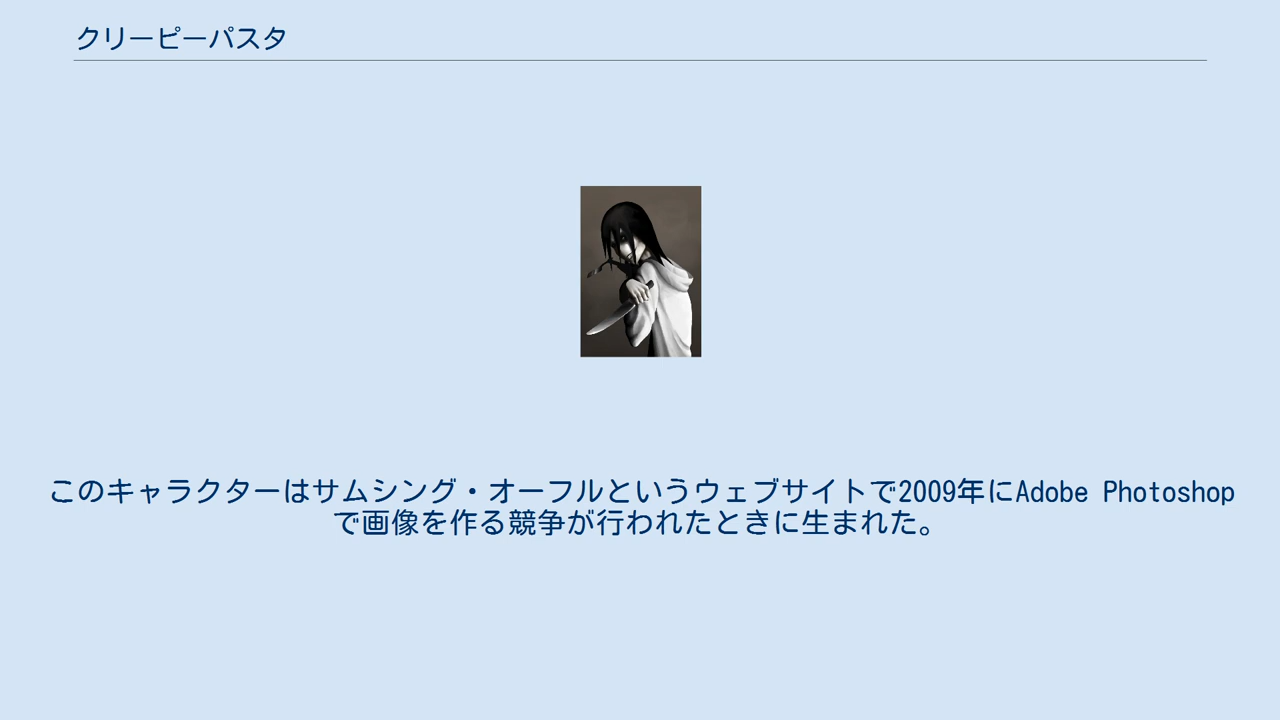 クリーピーパスタ
このキャラクターはサムシング・オーフルというウェブサイトで2009年にAdobe Photoshop
で画像を作る競争が行われたときに生まれた。